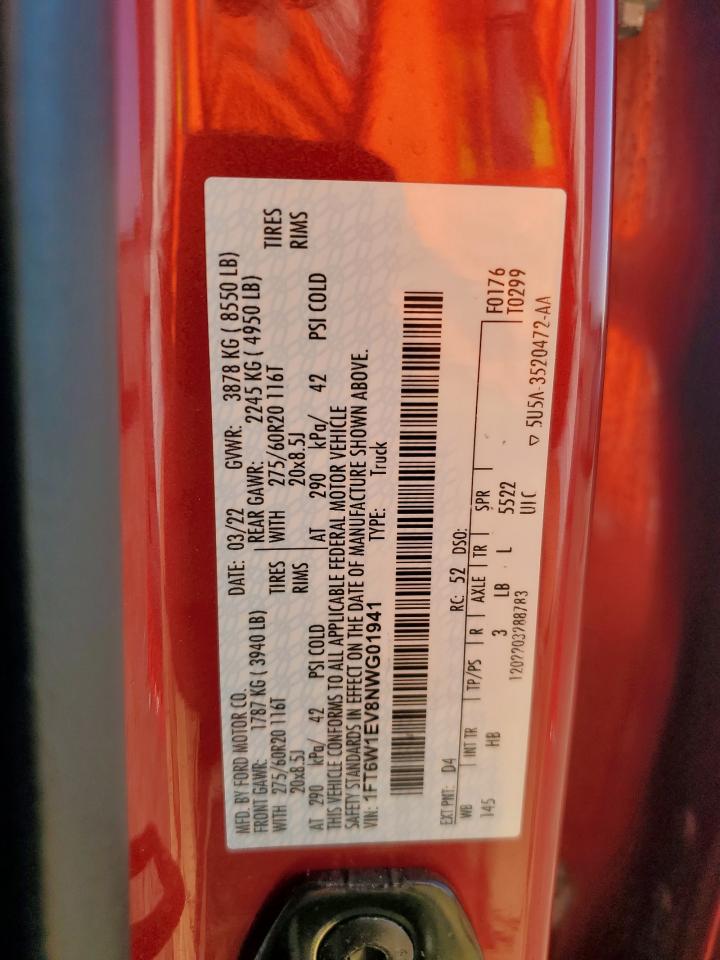 MFD. BY FORD MOTOR CO. DATE: 03/22 GVWR: 3878 KG ( 8550 LB)
FRONT GAWR: 1787 KG ( 3940 LB) REAR GAWR: 2245 KG ( 4950 LB)
WITH 275/60R20 116T TIRES WITH 275/60R20 116T TIRES
20x8.5J RIMS 20x8.5J RIMS
AT 290 kPa/ 42 PSI COLD AT 290 kPa/ 42 PSI COLD
THIS VEHICLE CONFORMS TO ALL APPLICABLE FEDERAL MOTOR VEHICLE
SAFETY STANDARDS IN EFFECT ON THE DATE OF MANUFACTURE SHOWN ABOVE.
VIN: 1FT6W1EV8NWG01941 TYPE: Truck
EXT PNT: D4 RC: 52 DSO:
WB INT TR TP/PS R AXLE TR SPR F0176
145 HB 3 LB L 5522 T0299
1202203288783 UIC
▽ 5U5A-3520472-AA